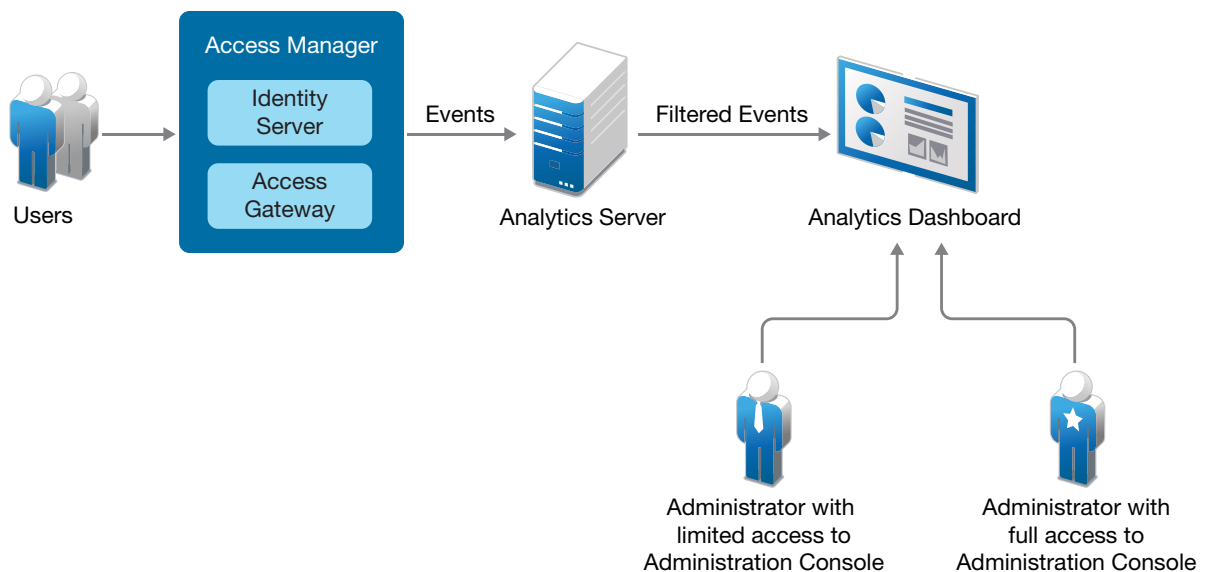 Access Manager
Identity
Server
Access
Gateway
Users
Events
Analytics Server
Filtered Events
Analytics Dashboard
Administrator with
limited access to
Administration Console
Administrator with
full access to
Administration Console